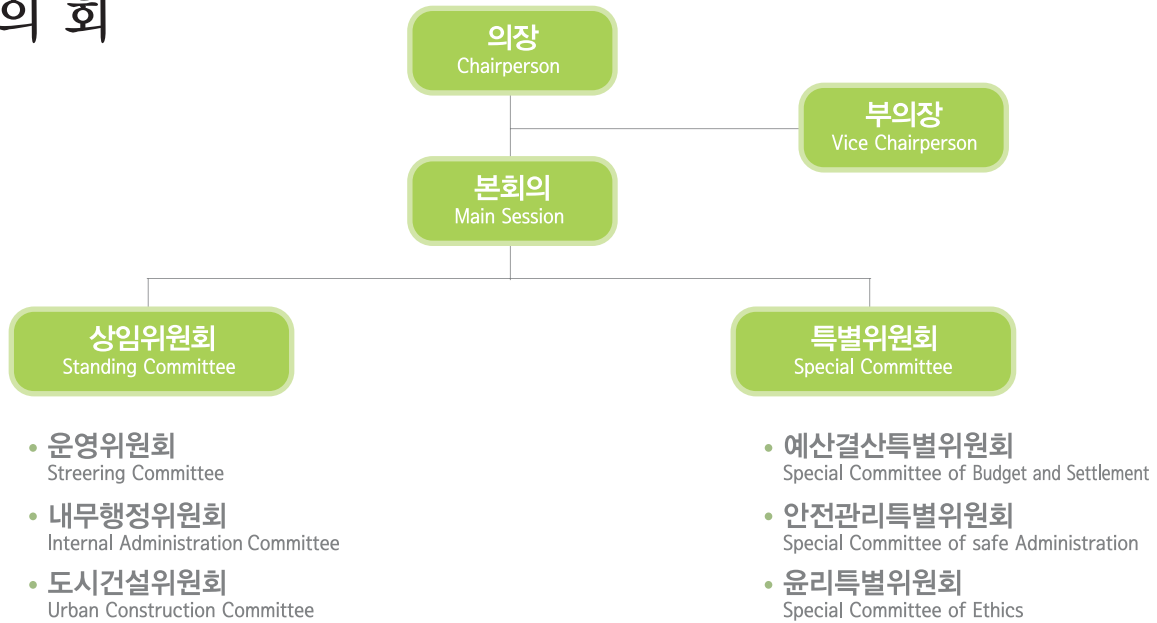 의 회
의장
Chairperson
부의장
Vice Chairperson
본회의
Main Session
상임위원회
Standing Committee
특별위원회
Special Committee
• 운영위원회
Streering Committee
• 내무행정위원회
Internal Administration Committee
• 도시건설위원회
Urban Construction Committee
• 예산결산특별위원회
Special Committee of Budget and Settlement
• 안전관리특별위원회
Special Committee of safe Administration
• 윤리특별위원회
Special Committee of Ethics